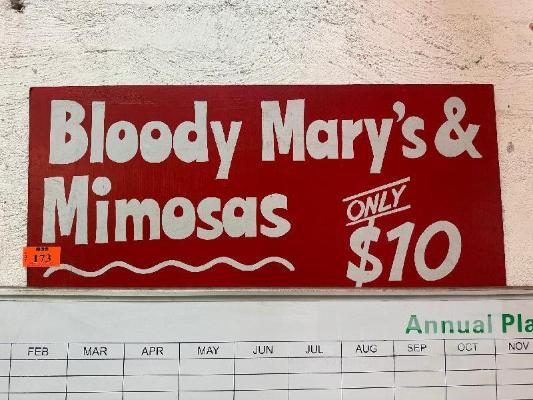 Bloody Mary's &
Mimosas
ONLY
$10
173
Annual Pla
FEB MAR APR MAY JUN JUL AUG SEP OCT NOV